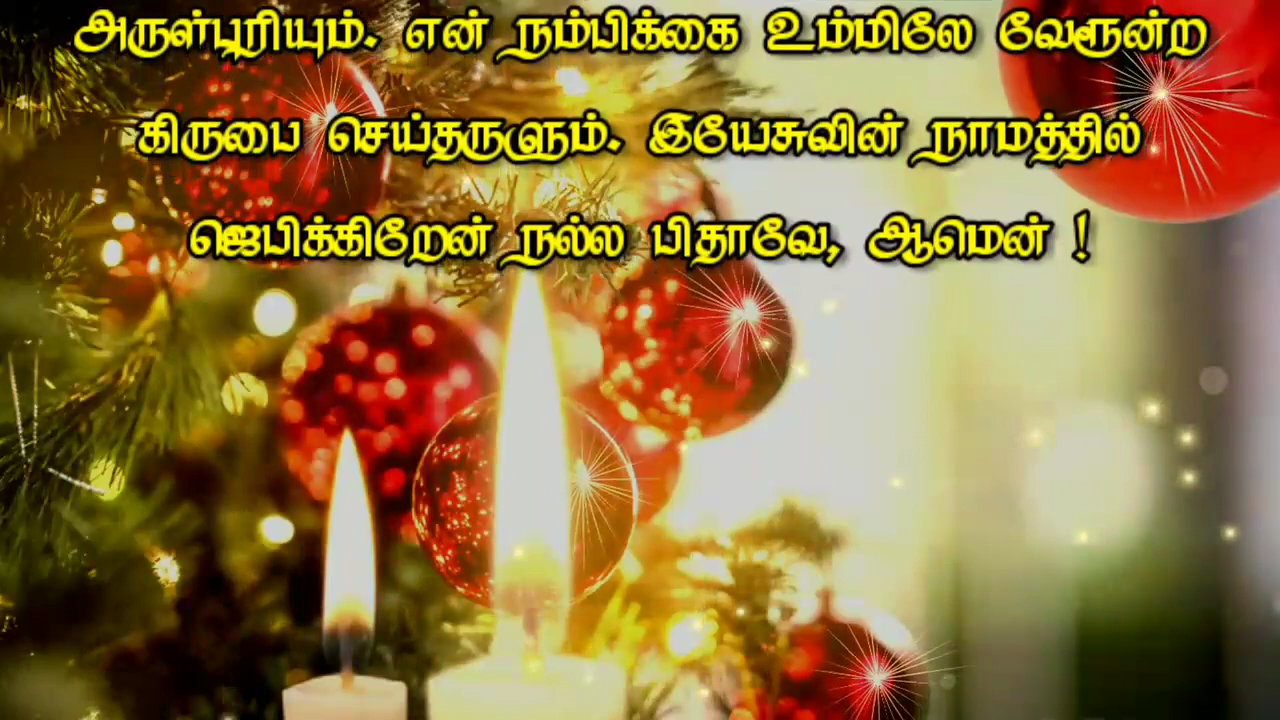 அருள்புரியும். என் நம்பிக்கை உம்மிலே வேரூன்ற
கிருபை செய்தருளும். இயேசுவின் நாமத்தில்
ஜெபிக்கிறேன் நல்ல பிதாவே, ஆமென் !